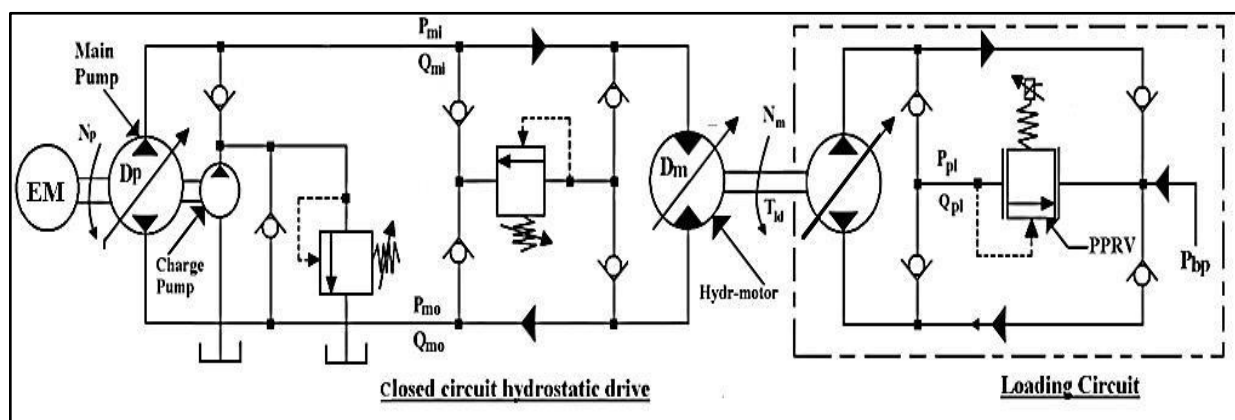 Main
Pump
EM
Np
Dp
Charge
Pump
Pmi
Qmi
Pmo
Qmo
Dm
Nm
Tld
Hydr-motor
Ppl
Qpl
PPRV
Pbp
Closed circuit hydrostatic drive
Loading Circuit